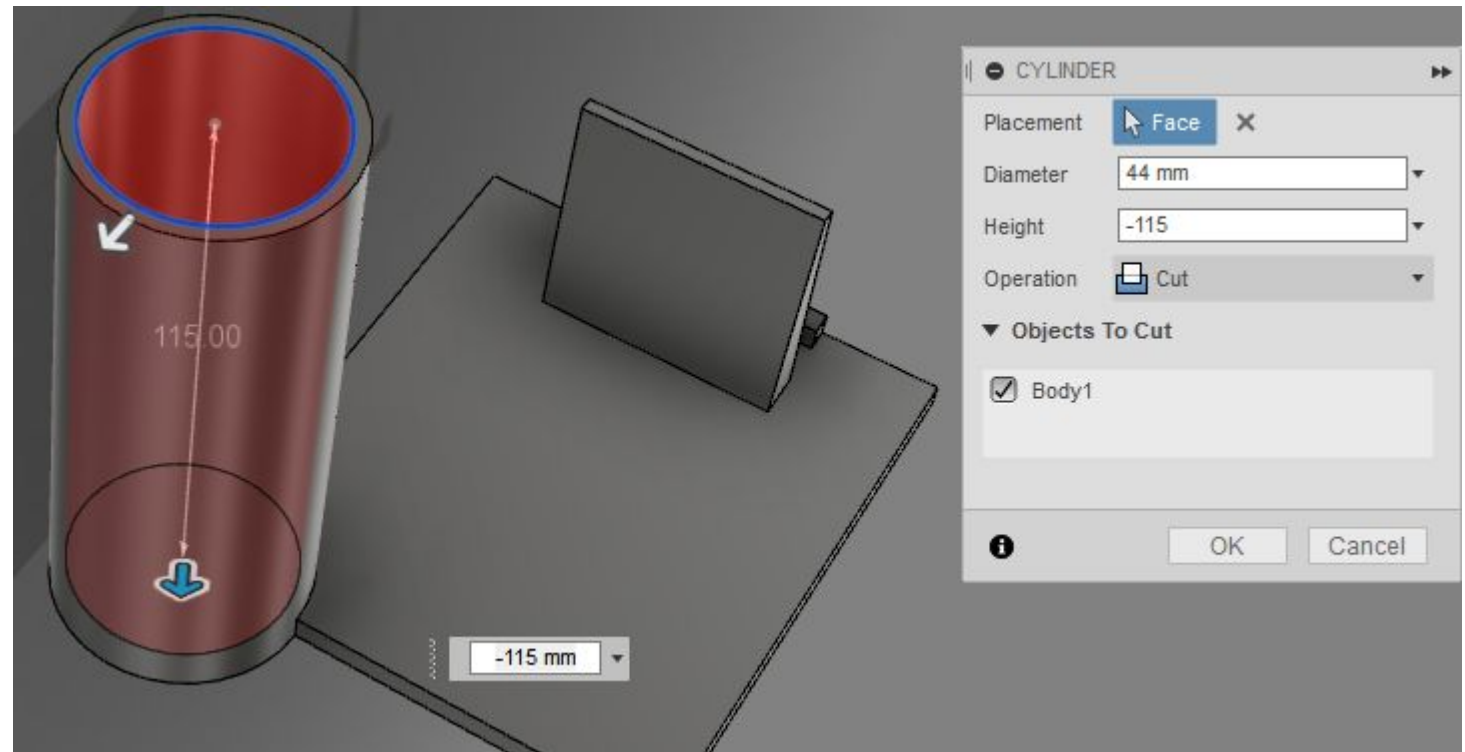 CYLINDER
Placement Face
Diameter 44 mm
Height -115
Operation Cut
Objects To Cut
Body1
OK Cancel
115.00
-115 mm